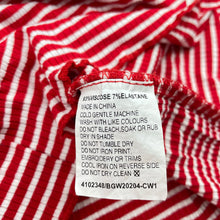 7%ELASTANE
MADE IN CHINA
COLD GENTLE MACHINE
WASH WITH LIKE COLOURS
DO NOT BLEACH,SOAK OR RUB
DRY IN SHADE
DO NOT TUMBLE DRY
DO NOT IRON PRINT,
EMBROIDERY OR TRIMS
COOL IRON ON REVERSE SIDE
DO NOT DRY CLEAN
4102348/BGW20204-CW1